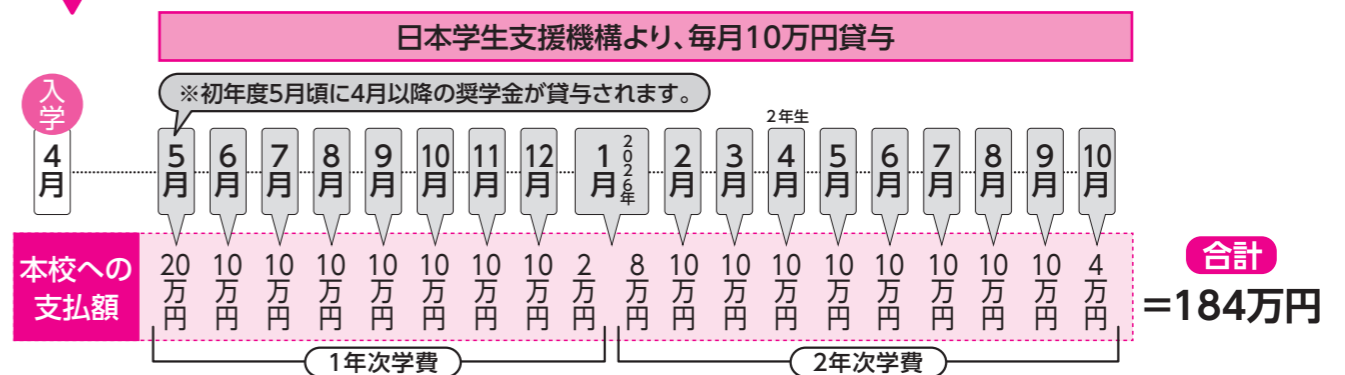 日本学生支援機構より、毎月10万円貸与
※初年度5月頃に4月以降の奨学金が貸与されます。
入学
2年生
4月 5月 6月 7月 8月 9月 10月 11月 12月 1月 2026年 2月 3月 4月 5月 6月 7月 8月 9月 10月
本校への
支払額
20万円 10万円 10万円 10万円 10万円 10万円 10万円 10万円 2万円 8万円 10万円 10万円 10万円 10万円 10万円 10万円 10万円 10万円 4万円
合計
=184万円
1年次学費 2年次学費